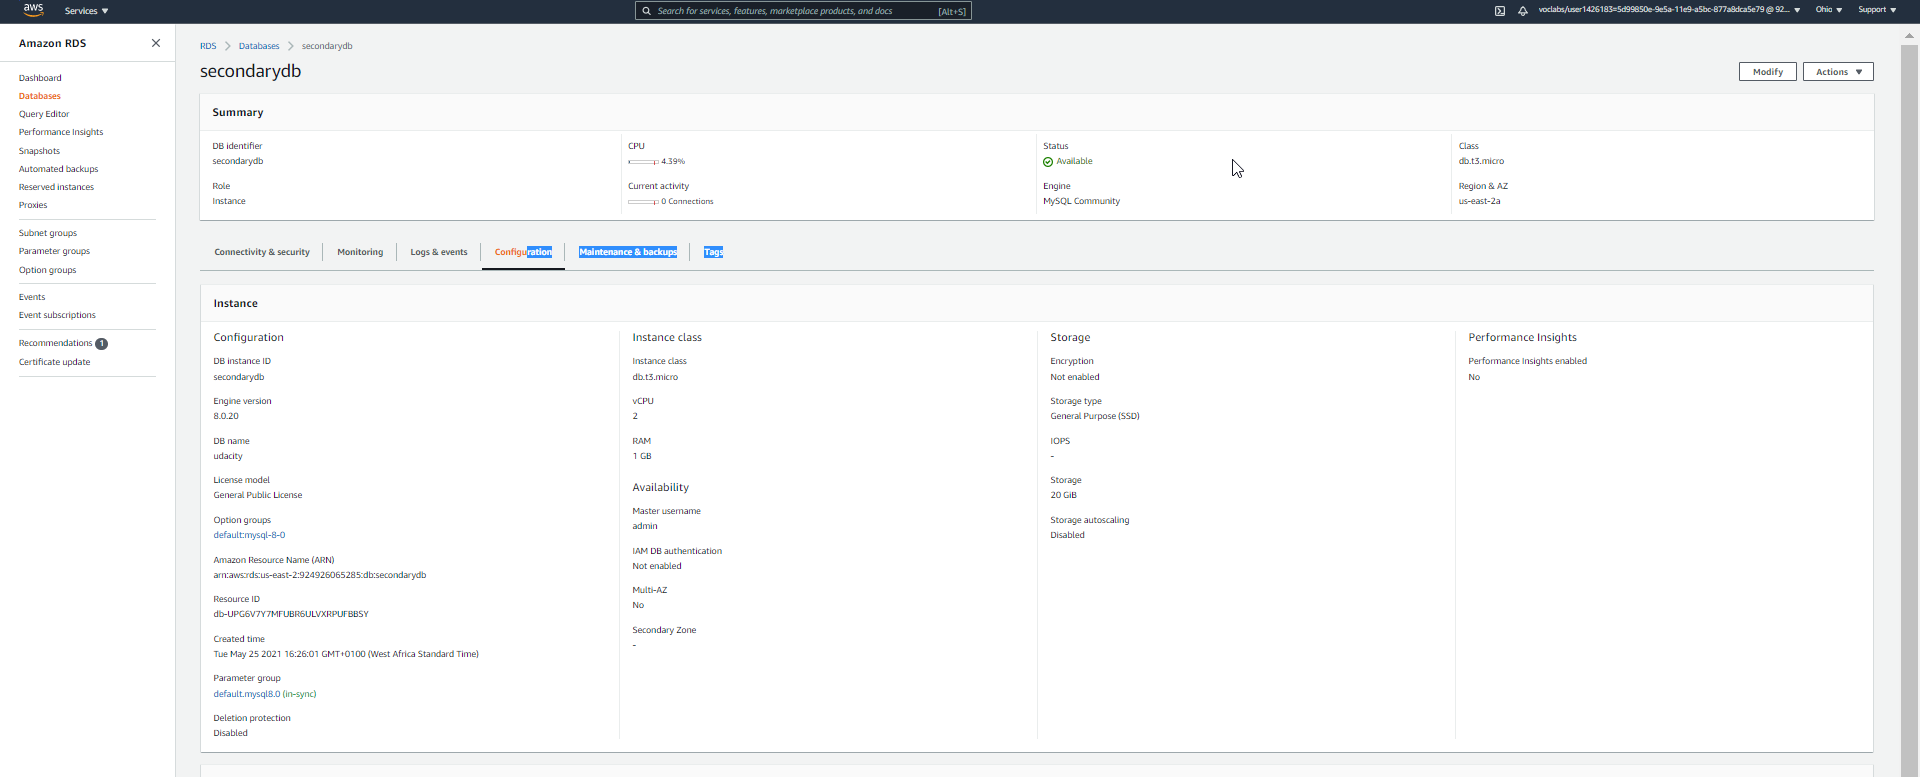 aws Services ▼ Search for services, features, marketplace products, and docs [Alt+S] voclabs/user1426183=5d99850e-9e5a-11e9-a5bc-877a8dca5e79 @ 92... ▼ Ohio ▼ Support ▼
Amazon RDS
Dashboard
Databases
Query Editor
Performance Insights
Snapshots
Automated backups
Reserved instances
Proxies
Subnet groups
Parameter groups
Option groups
Events
Event subscriptions
Recommendations 1
Certificate update
RDS > Databases > secondarydb
secondarydb
Modify Actions ▼
Summary
DB identifier
secondarydb
Role
Instance
CPU
4.39%
Current activity
0 Connections
Status
Available
Engine
MySQL Community
Class
db.t3.micro
Region & AZ
us-east-2a
Connectivity & security Monitoring Logs & events Configuration Maintenance & backups Tags
Instance
Configuration
DB instance ID
secondarydb
Engine version
8.0.20
DB name
udacity
License model
General Public License
Option groups
default:mysql-8-0
Amazon Resource Name (ARN)
arn:aws:rds:us-east-2:924926065285:db:secondarydb
Resource ID
db-UPG6V7Y7MFUBR6ULVXRPUFBBSY
Created time
Tue May 25 2021 16:26:01 GMT+0100 (West Africa Standard Time)
Parameter group
default.mysql8.0 (in-sync)
Deletion protection
Disabled
Instance class
Instance class
db.t3.micro
vCPU
2
RAM
1 GB
Availability
Master username
admin
IAM DB authentication
Not enabled
Multi-AZ
No
Secondary Zone
-
Storage
Encryption
Not enabled
Storage type
General Purpose (SSD)
IOPS
-
Storage
20 GiB
Storage autoscaling
Disabled
Performance Insights
Performance Insights enabled
No